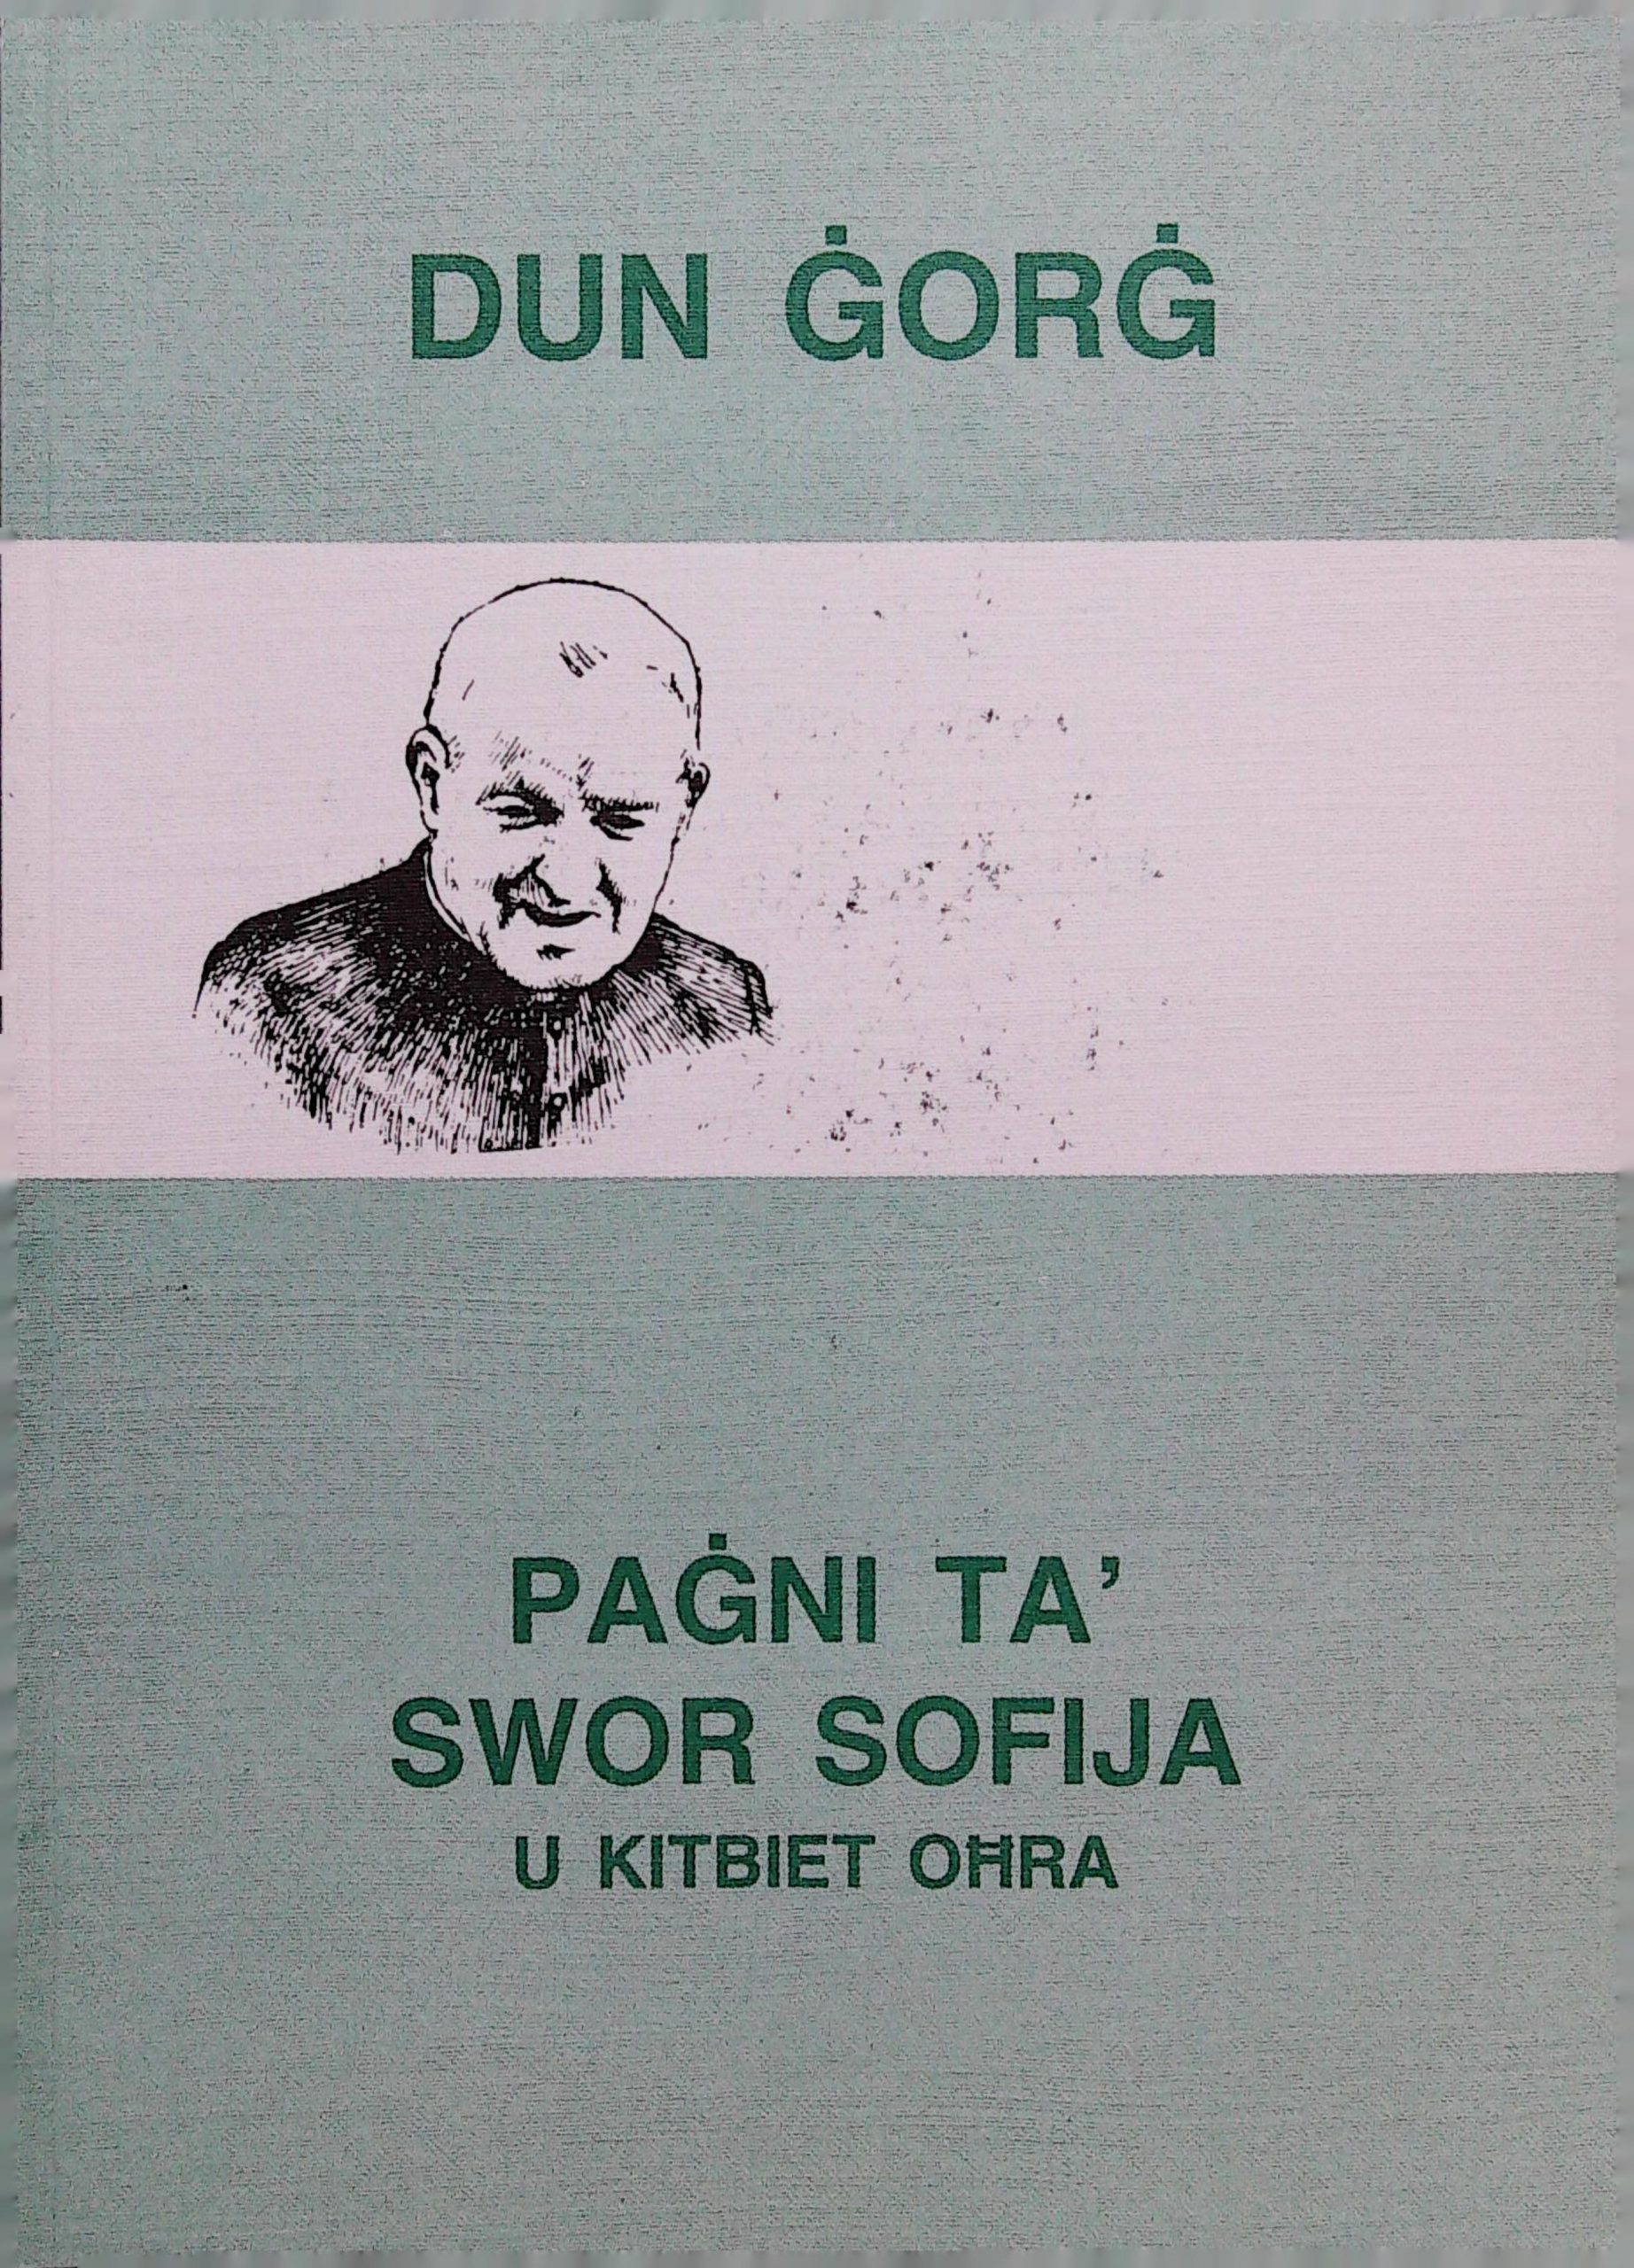 DUN ĠORĠ
PAĠNI TA'
SWOR SOFIJA
U KITBIET OĦRA